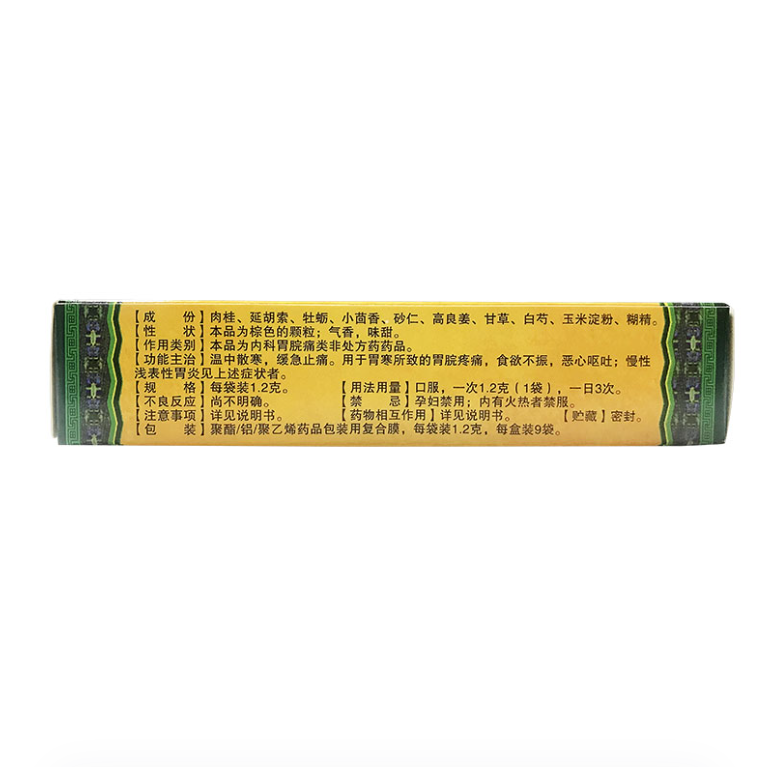 【成份】肉桂、延胡索、牡蛎、小茴香、砂仁、高良姜、甘草、白芍、玉米淀粉、糊精。
【性状】本品为棕色的颗粒；气香，味甜。
【作用类别】本品为内科胃脘痛类非处方药药品。
【功能主治】温中散寒，缓急止痛。用于胃寒所致的胃脘疼痛，食欲不振，恶心呕吐；慢性
浅表性胃炎见上述症状者。
【规格】每袋装1.2克。【用法用量】口服，一次1.2克（1袋），一日3次。
【不良反应】尚不明确。【禁忌】孕妇禁用；内有火热者禁服。
【注意事项】详见说明书。【药物相互作用】详见说明书。【贮藏】密封。
【包装】聚酯/铝/聚乙烯药品包装用复合膜，每袋装1.2克，每盒装9袋。